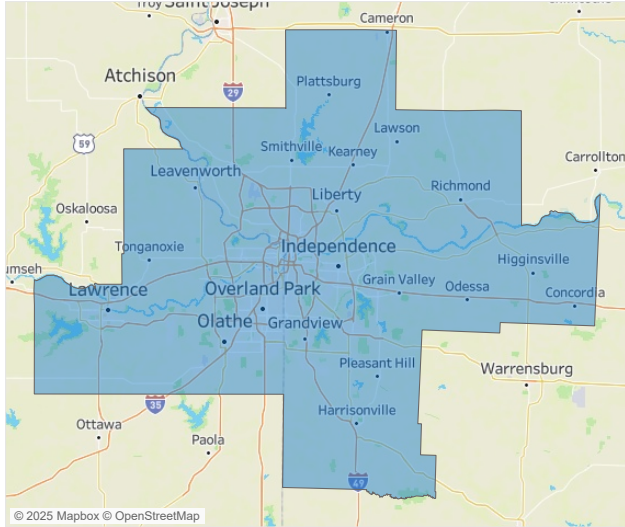 Troy
Saint Joseph
Cameron
Atchison
Plattsburg
29
59
Lawson
Smithville
Kearney
Carrollton
Leavenworth
Richmond
Liberty
Oskaloosa
Tonganoxie
Independence
Higginsville
umseh
Lawrence
Overland Park
Grain Valley
Odessa
Concordia
Olathe
Grandview
Pleasant Hill
Warrensburg
35
Harrisonville
Ottawa
Paola
49
© 2025 Mapbox © OpenStreetMap